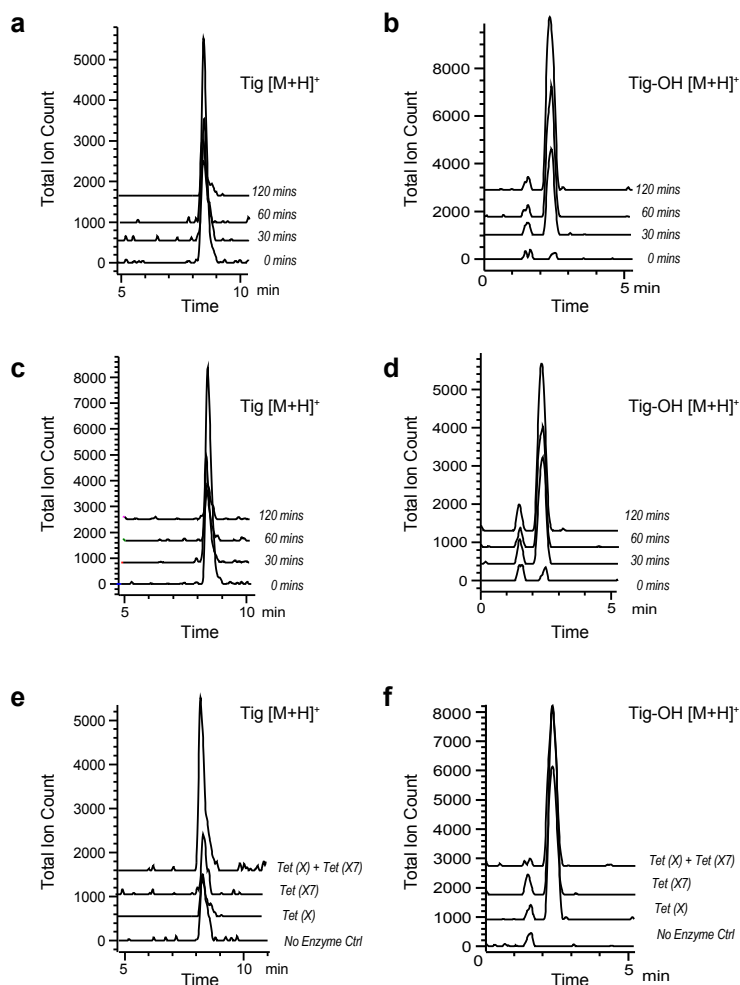 a
Total Ion Count
5000
4000
3000
2000
1000
0
Tig [M+H]+
120 mins
60 mins
30 mins
0 mins
5
10
min
Time
b
Total Ion Count
8000
6000
4000
2000
0
Tig-OH [M+H]+
120 mins
60 mins
30 mins
0 mins
0
5 min
Time
c
Total Ion Count
8000
7000
6000
5000
4000
3000
2000
1000
0
Tig [M+H]+
120 mins
60 mins
30 mins
0 mins
5
10
min
Time
d
Total Ion Count
5000
4000
3000
2000
1000
0
Tig-OH [M+H]+
120 mins
60 mins
30 mins
0 mins
0
5
min
Time
e
Total Ion Count
5000
4000
3000
2000
1000
0
Tig [M+H]+
Tet (X) + Tet (X7)
Tet (X7)
Tet (X)
No Enzyme Ctrl
5
10
min
Time
f
Total Ion Count
8000
7000
6000
5000
4000
3000
2000
1000
0
Tig-OH [M+H]+
Tet (X) + Tet (X7)
Tet (X7)
Tet (X)
No Enzyme Ctrl
0
5
min
Time